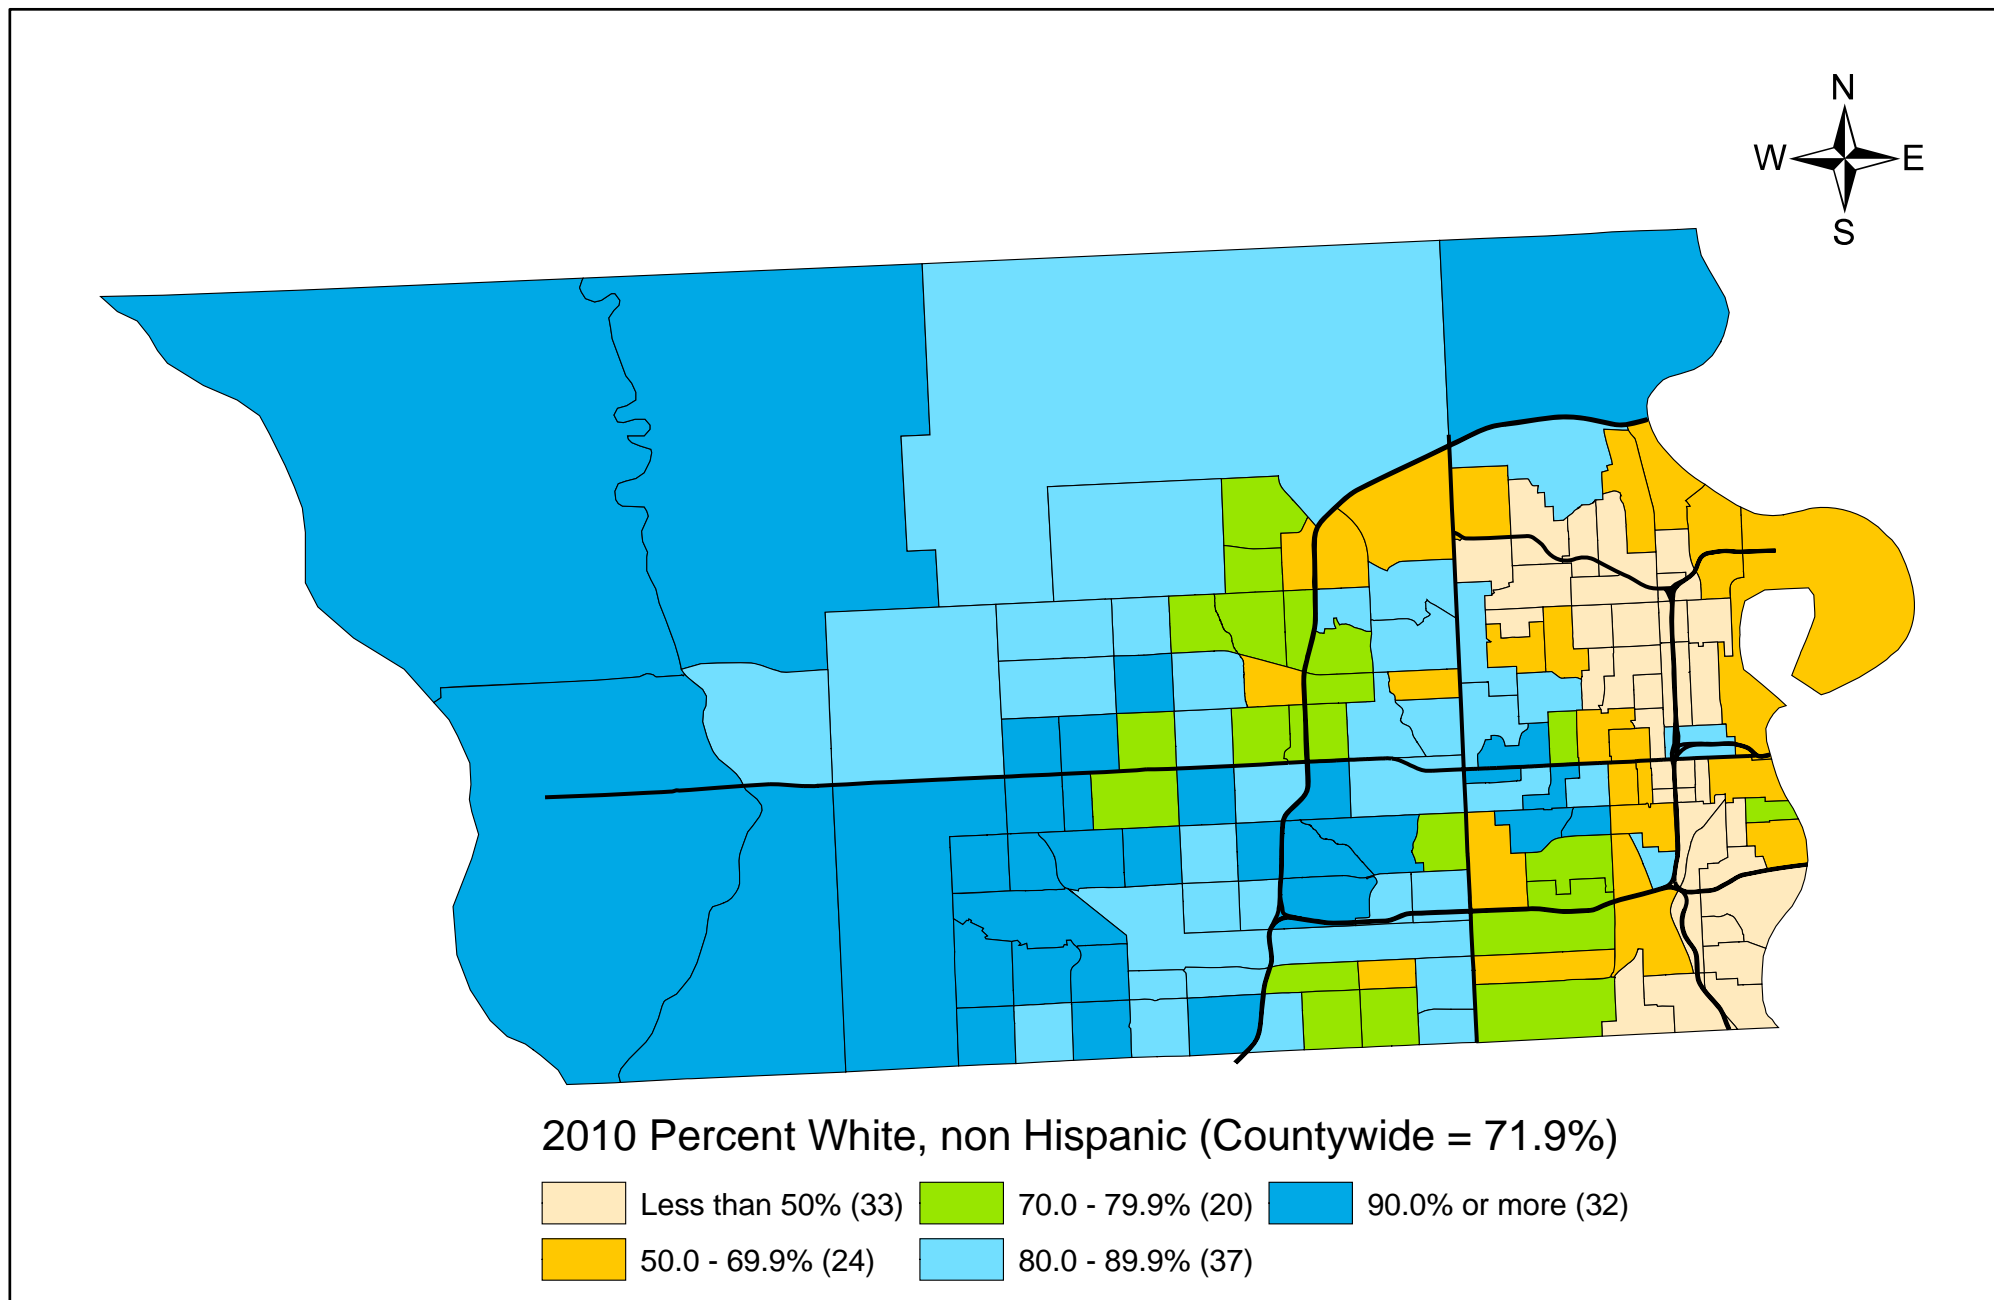 N
W E
S
2010 Percent White, non Hispanic (Countywide = 71.9%)
Less than 50% (33) 70.0 - 79.9% (20) 90.0% or more (32)
50.0 - 69.9% (24) 80.0 - 89.9% (37)